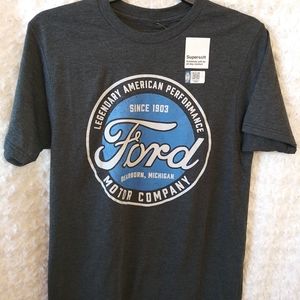 LEGENDARY AMERICAN PERFORMANCE
SINCE 1903
Ford
DEARBORN, MICHIGAN
MOTOR COMPANY
Supersoft